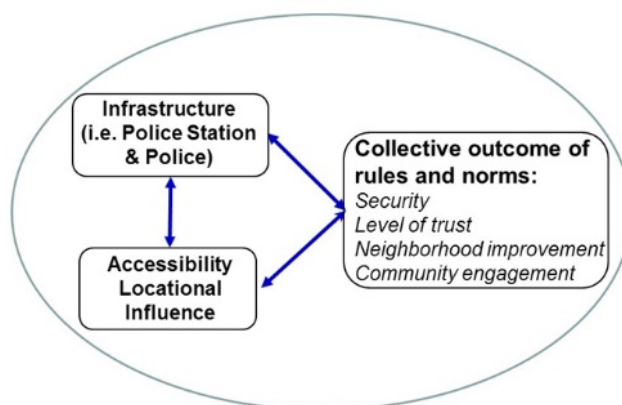 Infrastructure
(i.e. Police Station
& Police)
Accessibility
Locational
Influence
Collective outcome of
rules and norms:
Security
Level of trust
Neighborhood improvement
Community engagement